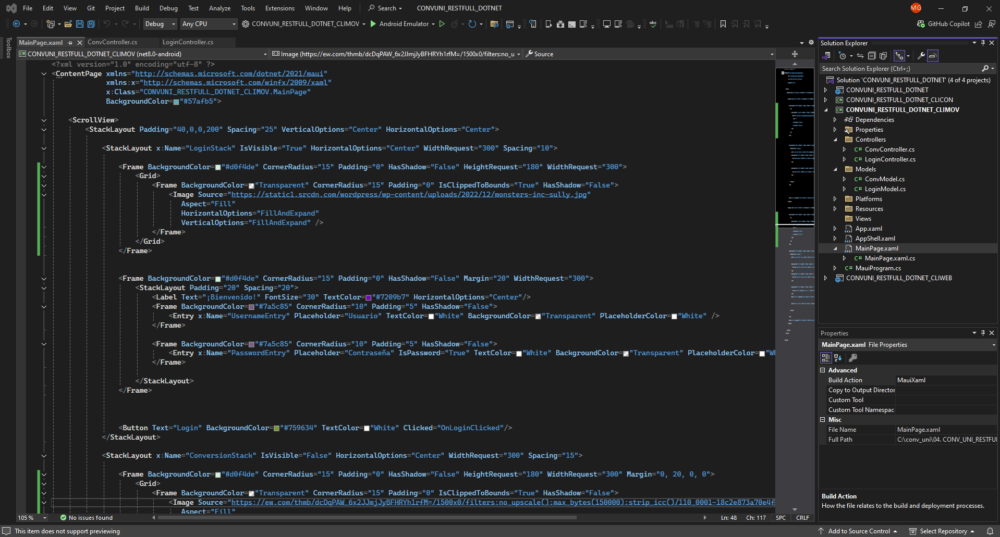 File Edit View Git Project Build Debug Test Analyze Tools Extensions Window Help Search CONVUNI_RESTFULL_DOTNET MG
Debug Any CPU CONVUNI_RESTFULL_DOTNET_CLIMOV Android Emulator GitHub Copilot
Toolbox
MainPage.xaml ConvController.cs LoginController.cs
CONVUNI_RESTFULL_DOTNET_CLIMOV (net8.0-android) Image (https://ew.com/thmb/dcDqPAW_6x2JJmjJyBFHRYh1rfM=/1500x0/filters:no_u Source
<?xml version="1.0" encoding="utf-8" ?>
<ContentPage xmlns="http://schemas.microsoft.com/dotnet/2021/maui"
xmlns:x="http://schemas.microsoft.com/winfx/2009/xaml"
x:Class="CONVUNI_RESTFULL_DOTNET_CLIMOV.MainPage"
BackgroundColor="#57afb5">
<ScrollView>
<StackLayout Padding="40,0,0,200" Spacing="25" VerticalOptions="Center" HorizontalOptions="Center">
<StackLayout x:Name="LoginStack" IsVisible="True" HorizontalOptions="Center" WidthRequest="300" Spacing="10">
<Frame BackgroundColor="#d0f4de" CornerRadius="15" Padding="0" HasShadow="False" HeightRequest="180" WidthRequest="300">
<Grid>
<Frame BackgroundColor="Transparent" CornerRadius="15" Padding="0" IsClippedToBounds="True" HasShadow="False">
<Image Source="https://static1.srcdn.com/wordpress/wp-content/uploads/2022/12/monsters-inc-sully.jpg"
Aspect="Fill"
HorizontalOptions="FillAndExpand"
VerticalOptions="FillAndExpand" />
</Frame>
</Grid>
</Frame>
<Frame BackgroundColor="#d0f4de" CornerRadius="15" Padding="0" HasShadow="False" Margin="20" WidthRequest="300">
<StackLayout Padding="20" Spacing="20">
<Label Text="¡Bienvenido!" FontSize="30" TextColor="#7209b7" HorizontalOptions="Center"/>
<Frame BackgroundColor="#7a5c85" CornerRadius="10" Padding="5" HasShadow="False">
<Entry x:Name="UsernameEntry" Placeholder="Usuario" TextColor="White" BackgroundColor="Transparent" PlaceholderColor="White" />
</Frame>
<Frame BackgroundColor="#7a5c85" CornerRadius="10" Padding="5" HasShadow="False">
<Entry x:Name="PasswordEntry" Placeholder="Contraseña" IsPassword="True" TextColor="White" BackgroundColor="Transparent" PlaceholderColor="Wh
</Frame>
</StackLayout>
</Frame>
<Button Text="Login" BackgroundColor="#759634" TextColor="White" Clicked="OnLoginClicked"/>
</StackLayout>
<StackLayout x:Name="ConversionStack" IsVisible="False" HorizontalOptions="Center" WidthRequest="300" Spacing="15">
<Frame BackgroundColor="#d0f4de" CornerRadius="15" Padding="0" HasShadow="False" HeightRequest="180" WidthRequest="300" Margin="0, 20, 0, 0">
<Grid>
<Frame BackgroundColor="Transparent" CornerRadius="15" Padding="0" IsClippedToBounds="True" HasShadow="False">
<Image Source="https://ew.com/thmb/dcDqPAW_6x2JJmjJyBFHRYh1rfM=/1500x0/filters:no_upscale():max_bytes(150000):strip_icc()/110_0001-18c2e873a70e4f
Aspect="Fill"
105 % No issues found Ln: 48 Ch: 117 SPC CRLF
Solution Explorer
Search Solution Explorer (Ctrl+;)
Solution 'CONVUNI_RESTFULL_DOTNET' (4 of 4 projects)
CONVUNI_RESTFULL_DOTNET
CONVUNI_RESTFULL_DOTNET_CLICON
CONVUNI_RESTFULL_DOTNET_CLIMOV
Dependencies
Properties
Controllers
C# ConvController.cs
C# LoginController.cs
Models
C# ConvModel.cs
C# LoginModel.cs
Platforms
Resources
Views
App.xaml
AppShell.xaml
MainPage.xaml
C# MainPage.xaml.cs
C# MauiProgram.cs
CONVUNI_RESTFULL_DOTNET_CLIWEB
Properties
MainPage.xaml File Properties
Advanced
Build Action MauiXaml
Copy to Output Director
Custom Tool
Custom Tool Namespac
Misc
File Name MainPage.xaml
Full Path C:\conv_uni\04. CONV_UNI_RESTFUI
Build Action
How the file relates to the build and deployment processes.
This item does not support previewing Add to Source Control Select Repository